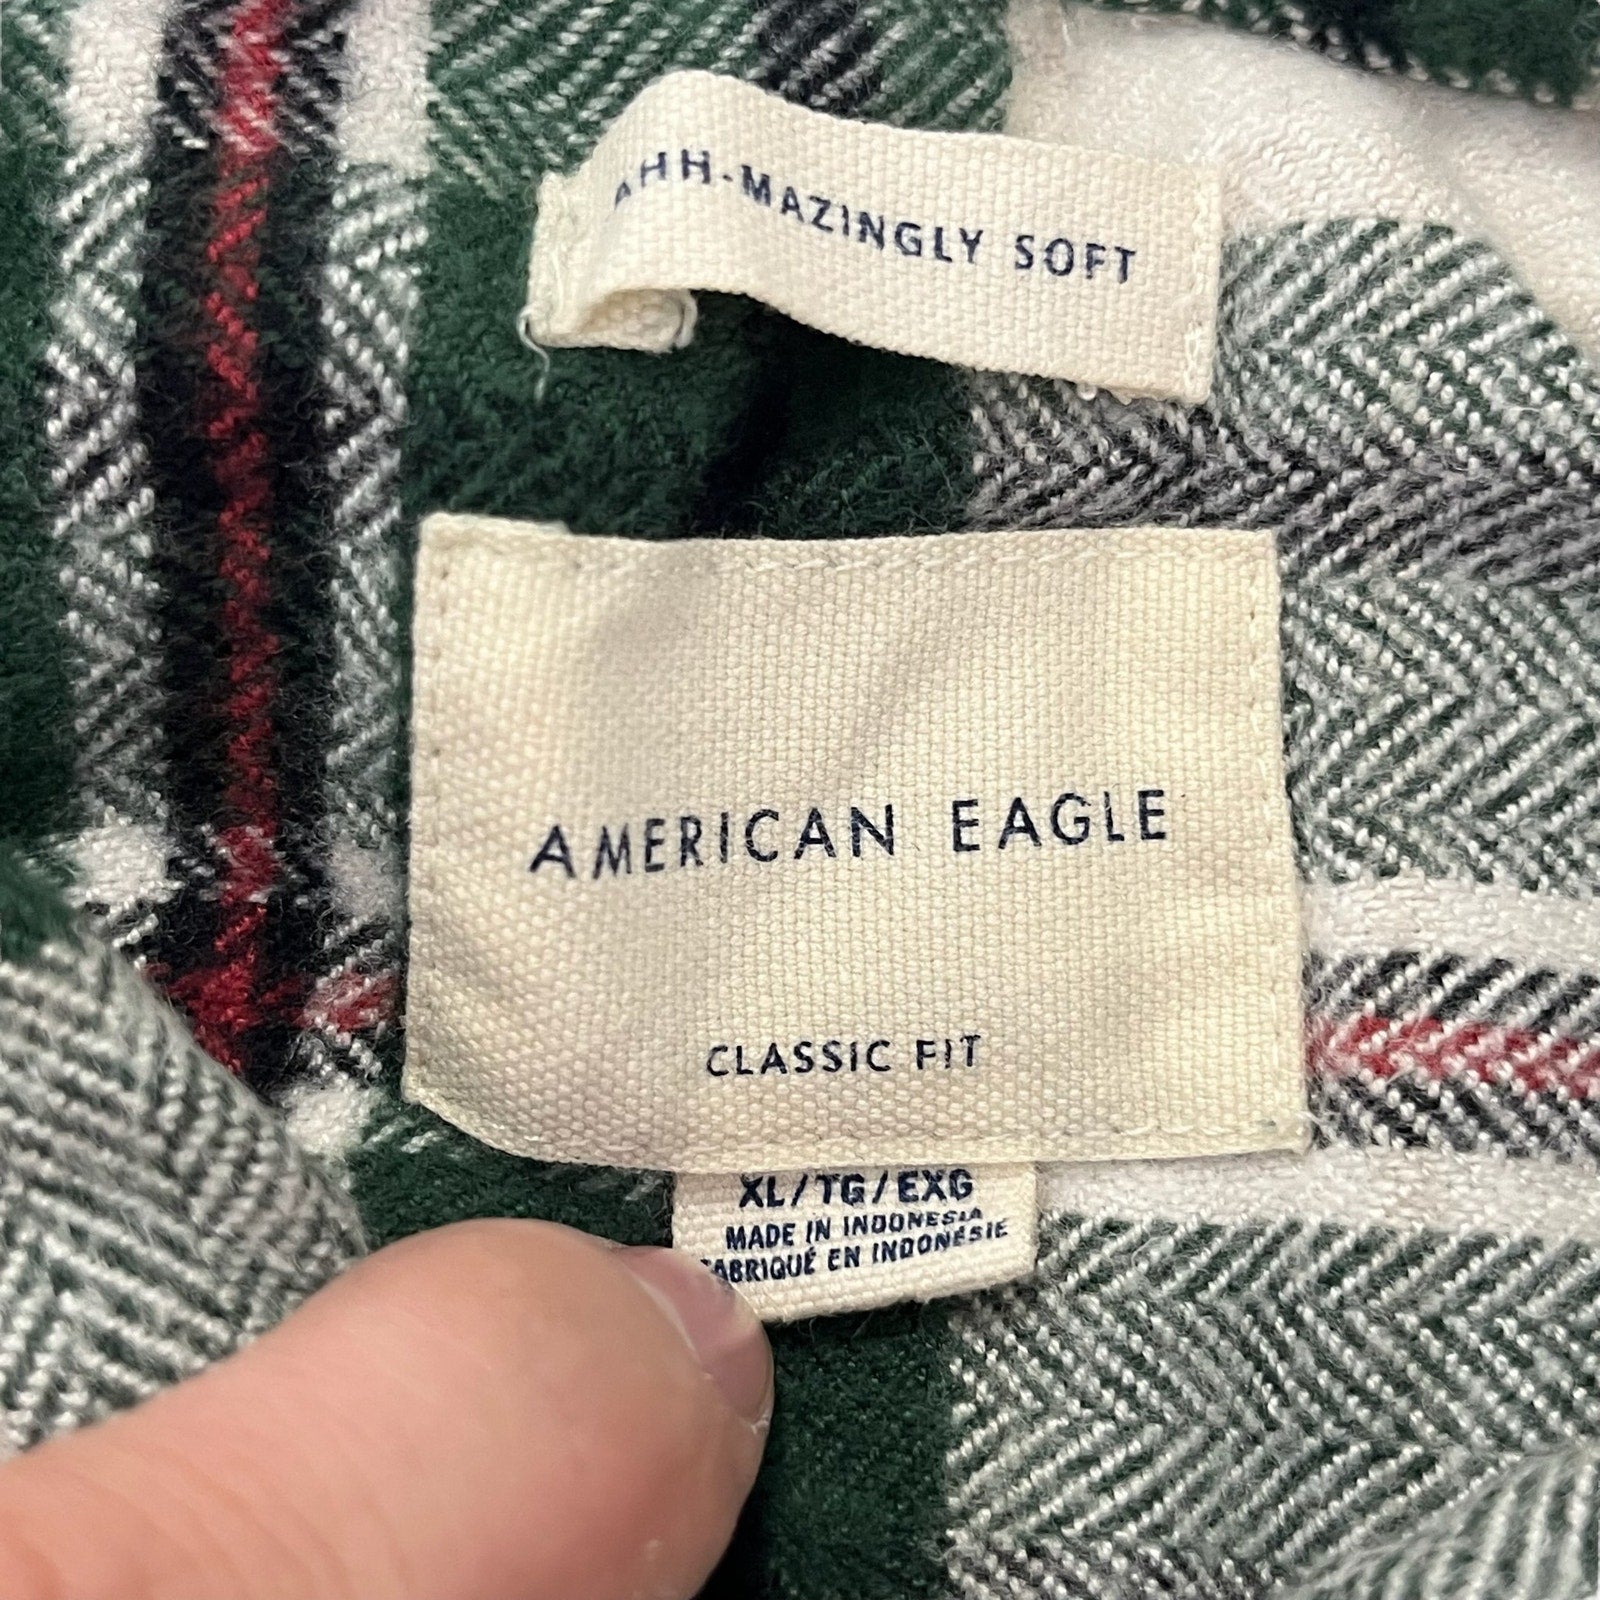 AHH-MAZINGLY SOFT
AMERICAN EAGLE
CLASSIC FIT
XL/TG/EXG
MADE IN INDONESIA
FABRIQUÉ EN INDONÉSIE